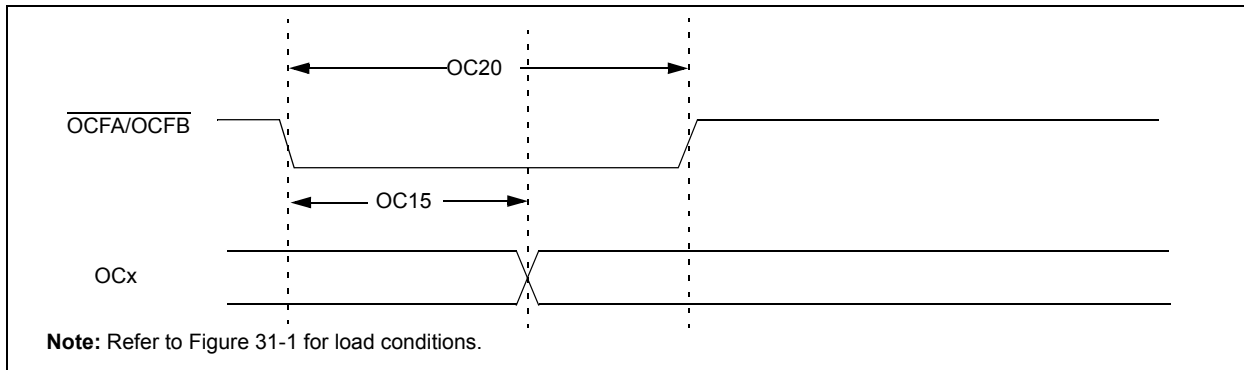 OC20
OCFA/OCFB
OC15
OCx
Note: Refer to Figure 31-1 for load conditions.